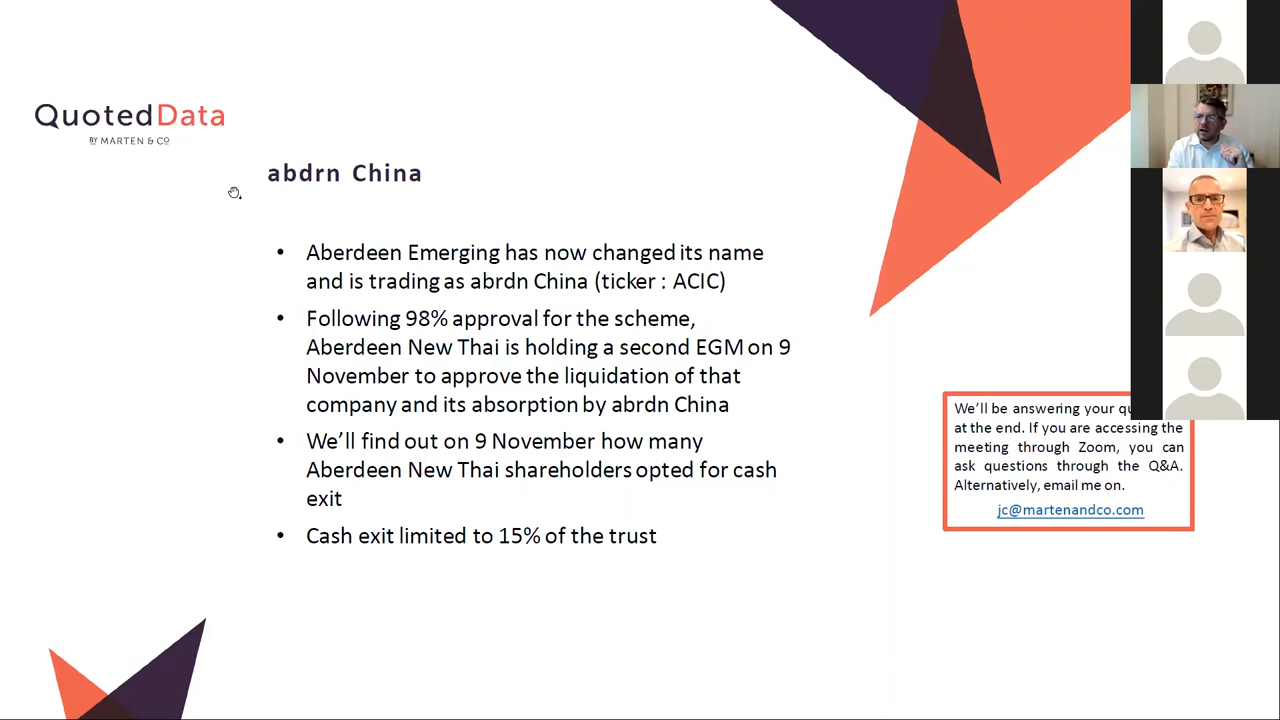 QuotedData
BY MARTEN & CO
abdrn China
• Aberdeen Emerging has now changed its name
and is trading as abrdn China (ticker : ACIC)
• Following 98% approval for the scheme,
Aberdeen New Thai is holding a second EGM on 9
November to approve the liquidation of that
company and its absorption by abrdn China
• We’ll find out on 9 November how many
Aberdeen New Thai shareholders opted for cash
exit
• Cash exit limited to 15% of the trust
We’ll be answering your
at the end. If you are accessing the
meeting through Zoom, you can
ask questions through the Q&A.
Alternatively, email me on.
jc@martenandco.com